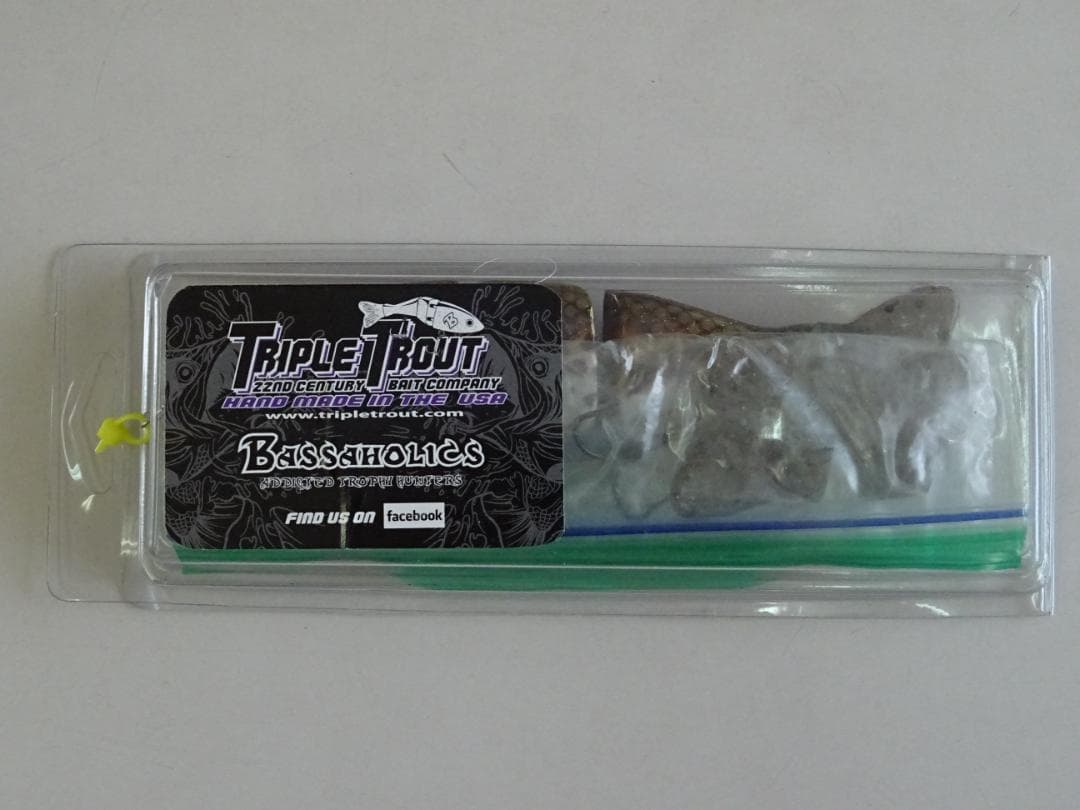 TRIPLE TROUT
22ND CENTURY BAIT COMPANY
HAND MADE IN THE USA
www.tripletrout.com
BASSAHOLICS
ADDICTED TROPHY HUNTERS
FIND US ON facebook